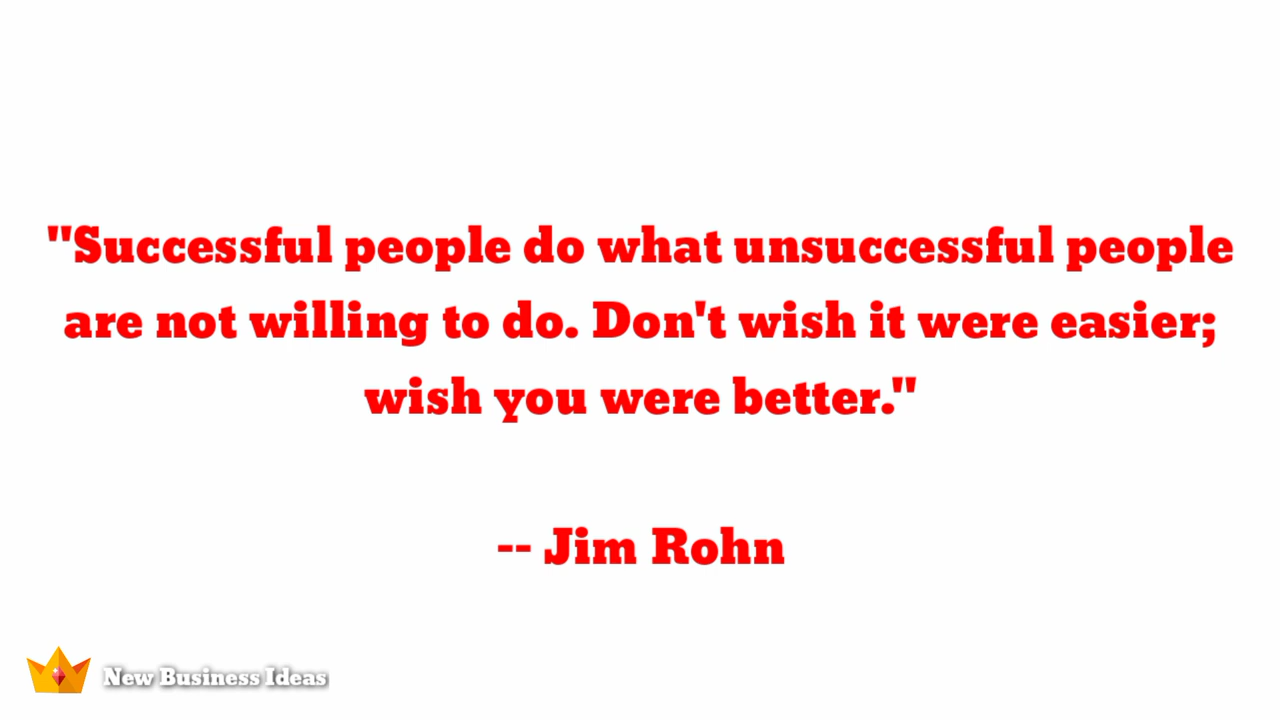 "Successful people do what unsuccessful people
are not willing to do. Don't wish it were easier;
wish you were better."
-- Jim Rohn
New Business Ideas